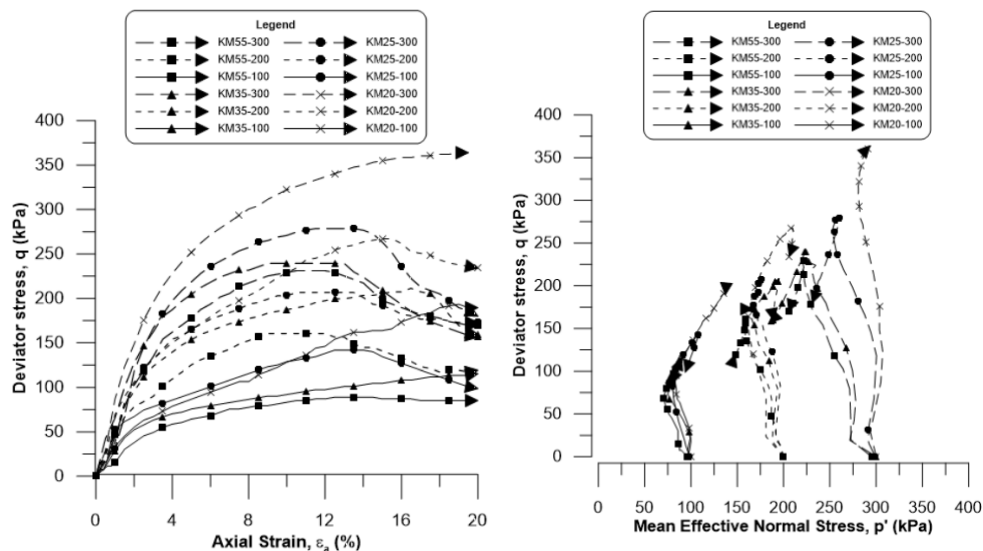 Legend
KM55-300 KM25-300
KM55-200 KM25-200
KM55-100 KM25-100
KM35-300 KM20-300
KM35-200 KM20-200
KM35-100 KM20-100
400
350
300
250
200
150
100
50
0
Deviator stress, q (kPa)
0 4 8 12 16 20
Axial Strain, εa (%)
Legend
KM55-300 KM25-300
KM55-200 KM25-200
KM55-100 KM25-100
KM35-300 KM20-300
KM35-200 KM20-200
KM35-100 KM20-100
400
350
300
250
200
150
100
50
0
Deviator stress, q (kPa)
0 50 100 150 200 250 300 350 400
Mean Effective Normal Stress, p' (kPa)